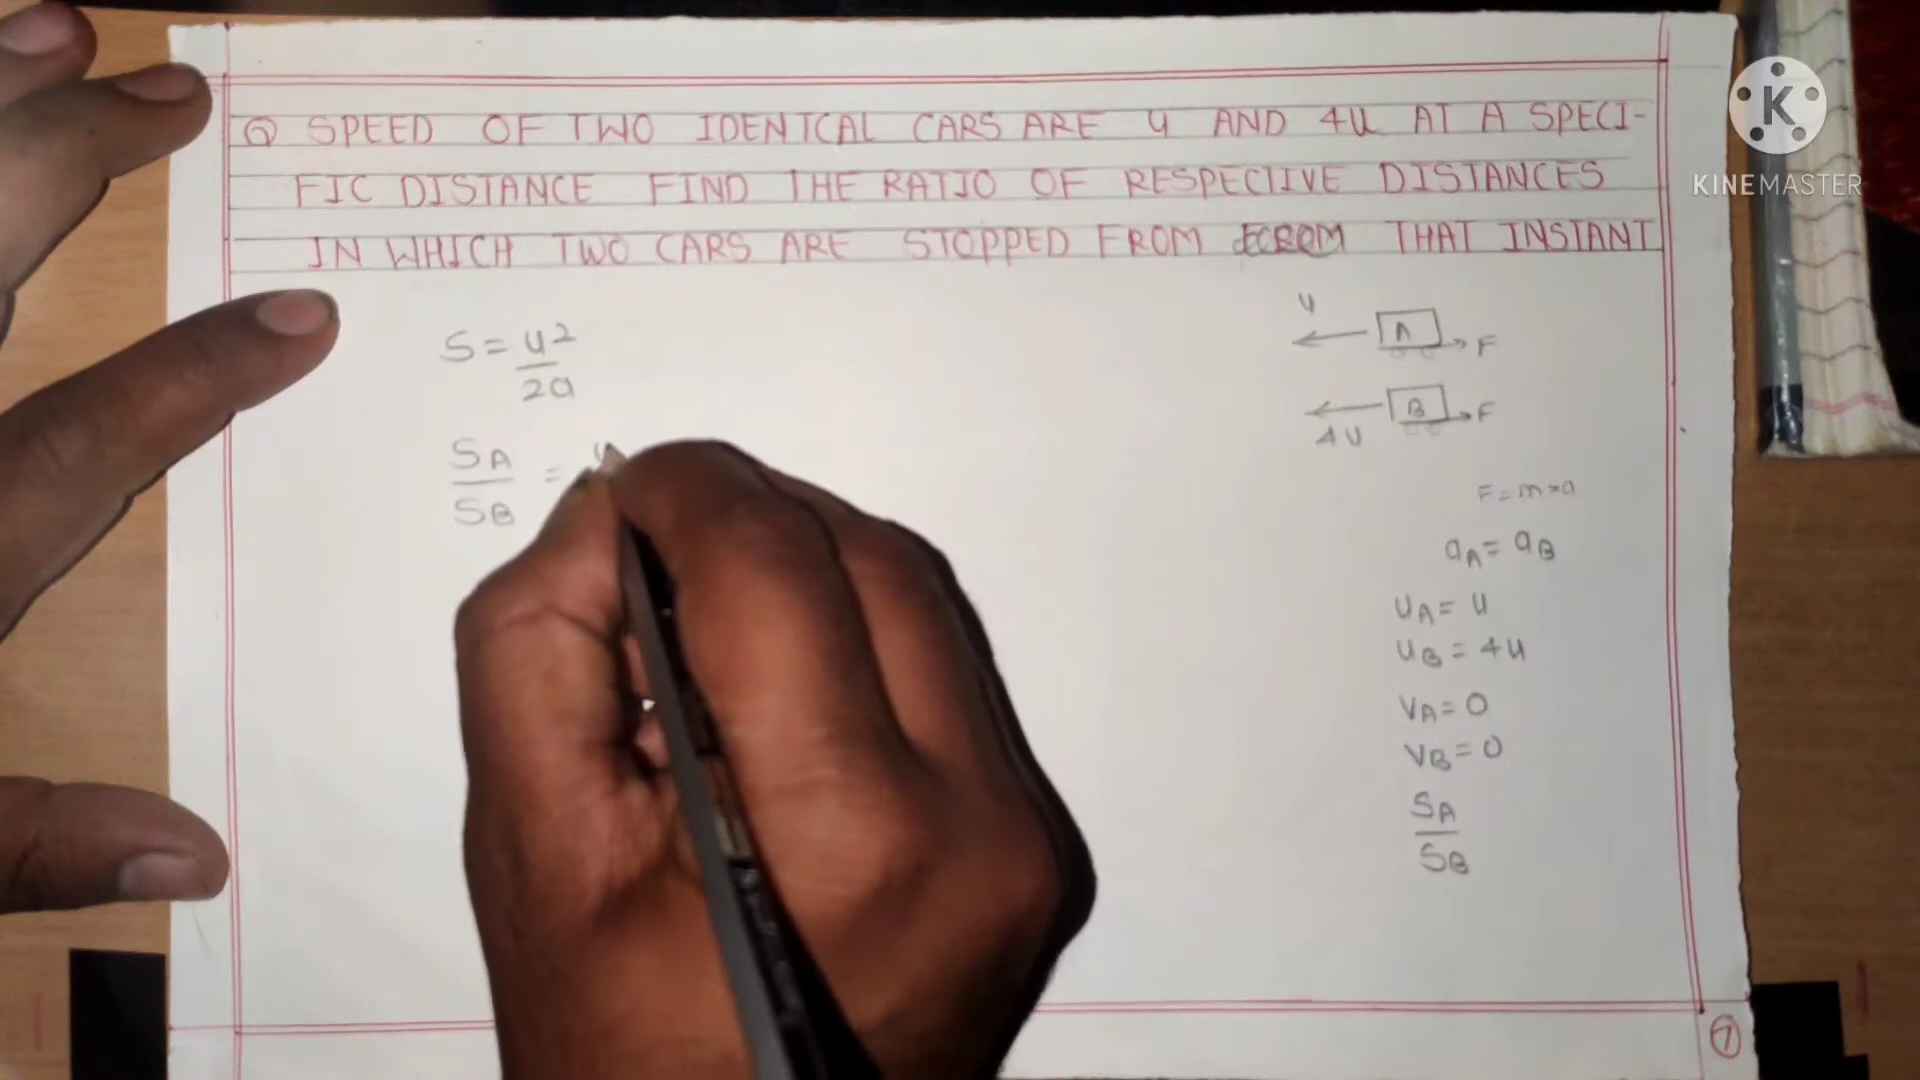 Q SPEED OF TWO IDENTCAL CARS ARE u AND 4u AT A SPECI-
FIC DISTANCE FIND THE RATIO OF RESPECTIVE DISTANCES
IN WHICH TWO CARS ARE STOPPED FROM THAT INSTANT
S = u²
2a
SA
SB
=
u
A
F
B
F
4U
F = m×a
aA = aB
uA = u
uB = 4u
VA = 0
VB = 0
SA
SB
7
K
KINEMASTER